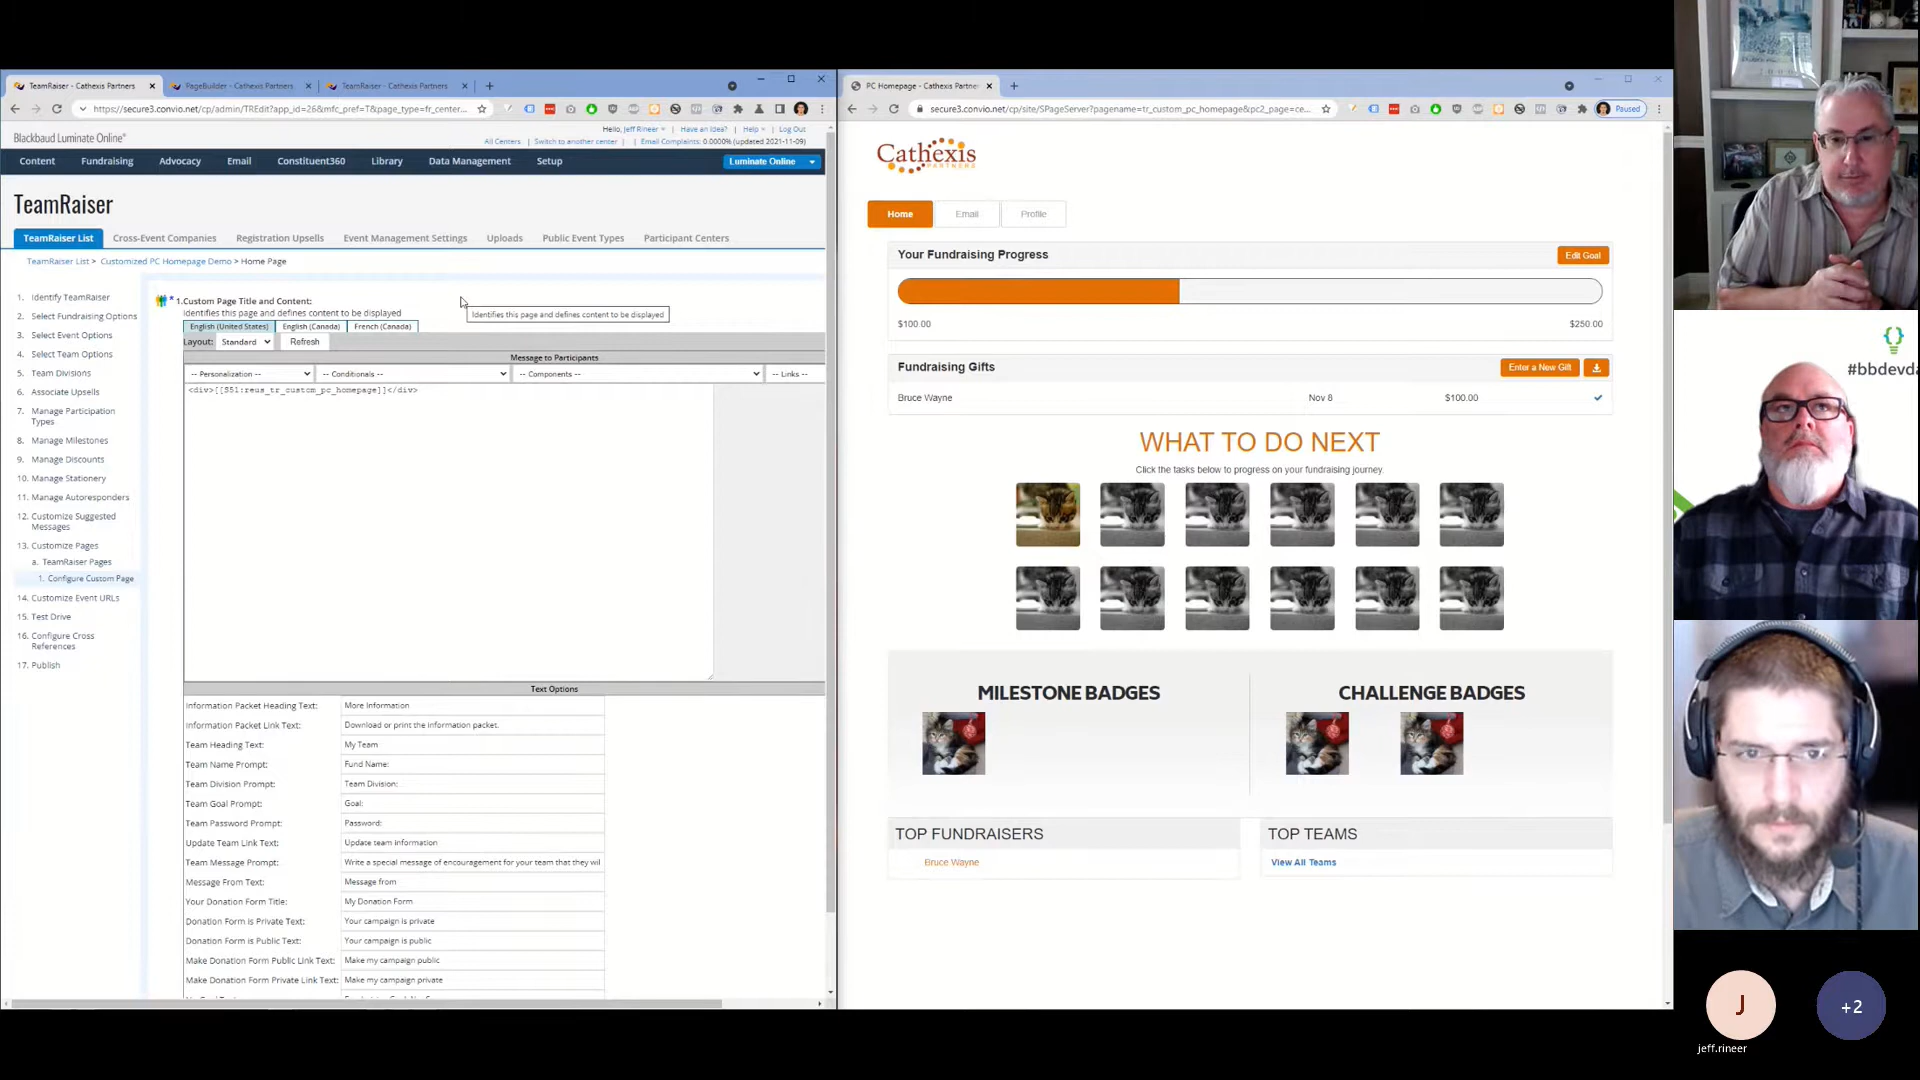 TeamRaiser - Cathexis Partners
PageBuilder - Cathexis Partners
TeamRaiser - Cathexis Partners
https://secure3.convio.net/cp/admin/TREdit?app_id=26&mfc_pref=T&page_type=fr_center...
Blackbaud Luminate Online®
Hello, Jeff Rineer | Have an Idea? | Help | Log Out
All Centers | Switch to another center | Email Complaints: 0.0000% (updated 2021-11-09)
Content Fundraising Advocacy Email Constituent360 Library Data Management Setup
Luminate Online
TeamRaiser
TeamRaiser List Cross-Event Companies Registration Upsells Event Management Settings Uploads Public Event Types Participant Centers
TeamRaiser List > Customized PC Homepage Demo > Home Page
1. Identify TeamRaiser
2. Select Fundraising Options
3. Select Event Options
4. Select Team Options
5. Team Divisions
6. Associate Upsells
7. Manage Participation
Types
8. Manage Milestones
9. Manage Discounts
10. Manage Stationery
11. Manage Autoresponders
12. Customize Suggested
Messages
13. Customize Pages
a. TeamRaiser Pages
1. Configure Custom Page
14. Customize Event URLs
15. Test Drive
16. Configure Cross
References
17. Publish
* 1.Custom Page Title and Content:
Identifies this page and defines content to be displayed
Identifies this page and defines content to be displayed
English (United States) English (Canada) French (Canada)
Layout: Standard Refresh
Message to Participants
-- Personalization -- -- Conditionals -- -- Components -- -- Links --
<div>[[S51:reus_tr_custom_pc_homepage]]</div>
Text Options
Information Packet Heading Text: More Information
Information Packet Link Text: Download or print the information packet.
Team Heading Text: My Team
Team Name Prompt: Fund Name:
Team Division Prompt: Team Division:
Team Goal Prompt: Goal:
Team Password Prompt: Password:
Update Team Link Text: Update team information
Team Message Prompt: Write a special message of encouragement for your team that they wil
Message From Text: Message from
Your Donation Form Title: My Donation Form
Donation Form is Private Text: Your campaign is private
Donation Form is Public Text: Your campaign is public
Make Donation Form Public Link Text: Make my campaign public
Make Donation Form Private Link Text: Make my campaign private
PC Homepage - Cathexis Partne
https://secure3.convio.net/cp/site/SPageServer?pagename=tr_custom_pc_homepage&pc2_page=ce...
Paused
Cathexis
PARTNERS
Home Email Profile
Your Fundraising Progress
Edit Goal
$100.00
$250.00
Fundraising Gifts
Enter a New Gift
Bruce Wayne Nov 8 $100.00
WHAT TO DO NEXT
Click the tasks below to progress on your fundraising journey.
MILESTONE BADGES
CHALLENGE BADGES
TOP FUNDRAISERS
Bruce Wayne
TOP TEAMS
View All Teams
#bbdevda
J
jeff.rineer
+2